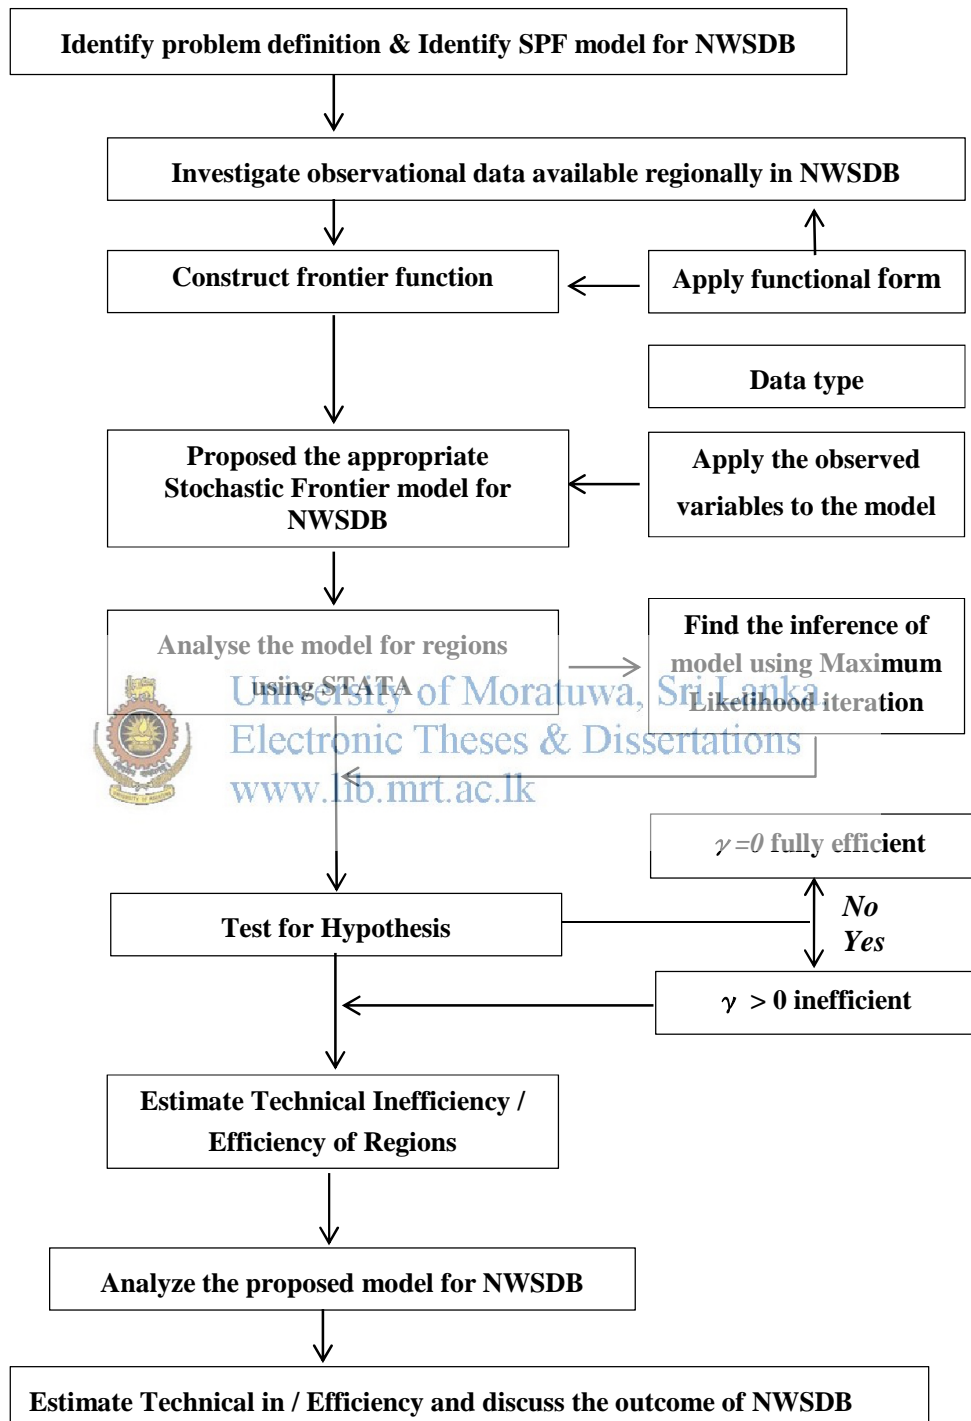 Identify problem definition & Identify SPF model for NWSDB
Investigate observational data available regionally in NWSDB
Construct frontier function
Apply functional form
Data type
Proposed the appropriate
Stochastic Frontier model for
NWSDB
Apply the observed
variables to the model
Analyse the model for regions
using STATA
Find the inference of
model using Maximum
Likelihood iteration
University of Moratuwa, Sri Lanka.
Electronic Theses & Dissertations
www.lib.mrt.ac.lk
γ =0 fully efficient
No
Yes
Test for Hypothesis
γ > 0 inefficient
Estimate Technical Inefficiency /
Efficiency of Regions
Analyze the proposed model for NWSDB
Estimate Technical in / Efficiency and discuss the outcome of NWSDB